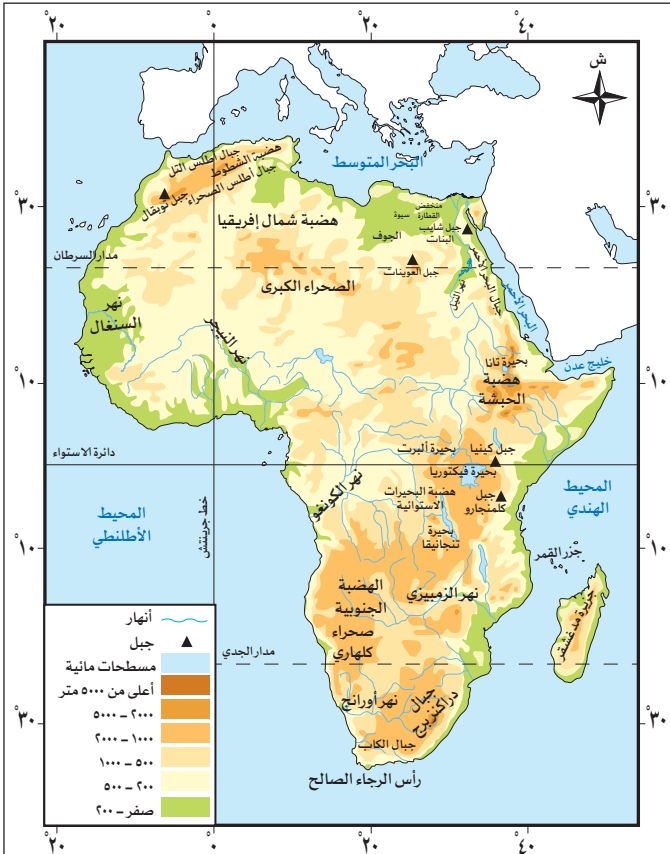 °٢٠
°٠
°٢٠
°٤٠
ش
البحر المتوسط
جبال أطلس التل
هضبة الشطوط
جبال أطلس الصحراء
جبل توبقال
°٣٠
°٣٠
هضبة شمال إفريقيا
منخفض
القطارة
سيوة
الجوف
جبل شايب
البنات
جبل العوينات
نهر النيل
جبال البحر الأحمر
البحر الأحمر
مدار السرطان
الصحراء الكبرى
نهر
السنغال
نهر النيجر
بحيرة تانا
هضبة
الحبشة
خليج عدن
°١٠
°١٠
دائرة الاستواء
بحيرة ألبرت
جبل كينيا
بحيرة فيكتوريا
نهر الكونغو
هضبة البحيرات
الاستوائية
جبل
كلمنجارو
بحيرة
تنجانيقا
المحيط
الهندي
المحيط
الأطلنطي
خط جرينتش
°١٠
°١٠
جزر القمر
الهضبة
الجنوبية
صحراء
كلهاري
نهر الزمبيزي
جزيرة مدغشقر
مدار الجدي
نهر أورانج
جبال
دراكنزبرج
جبال الكاب
رأس الرجاء الصالح
°٣٠
°٣٠
أنهار
جبل
مسطحات مائية
أعلى من ٥٠٠٠ متر
٢٠٠٠ – ٥٠٠٠
١٠٠٠ – ٢٠٠٠
٥٠٠ – ١٠٠٠
٢٠٠ – ٥٠٠
صفر – ٢٠٠
°٢٠
°٠
°٢٠
°٤٠